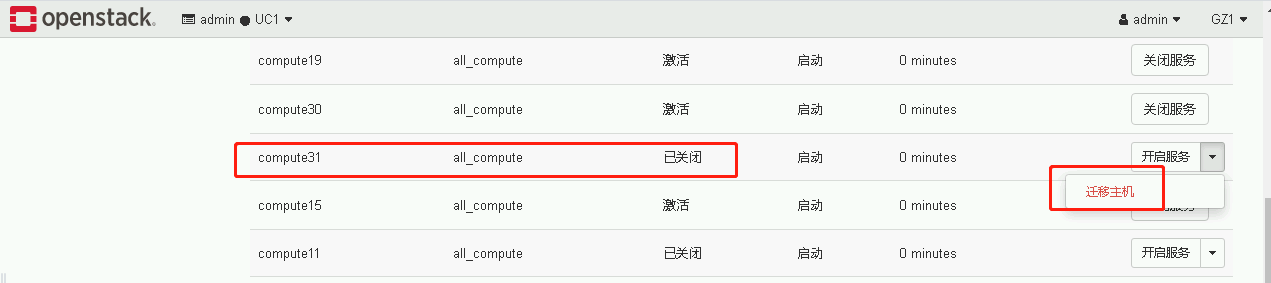 openstack. admin UC1 admin GZ1
compute19 all_compute 激活 启动 0 minutes 关闭服务
compute30 all_compute 激活 启动 0 minutes 关闭服务
compute31 all_compute 已关闭 启动 0 minutes 开启服务
迁移主机
compute15 all_compute 激活 启动 0 minutes
compute11 all_compute 已关闭 启动 0 minutes 开启服务